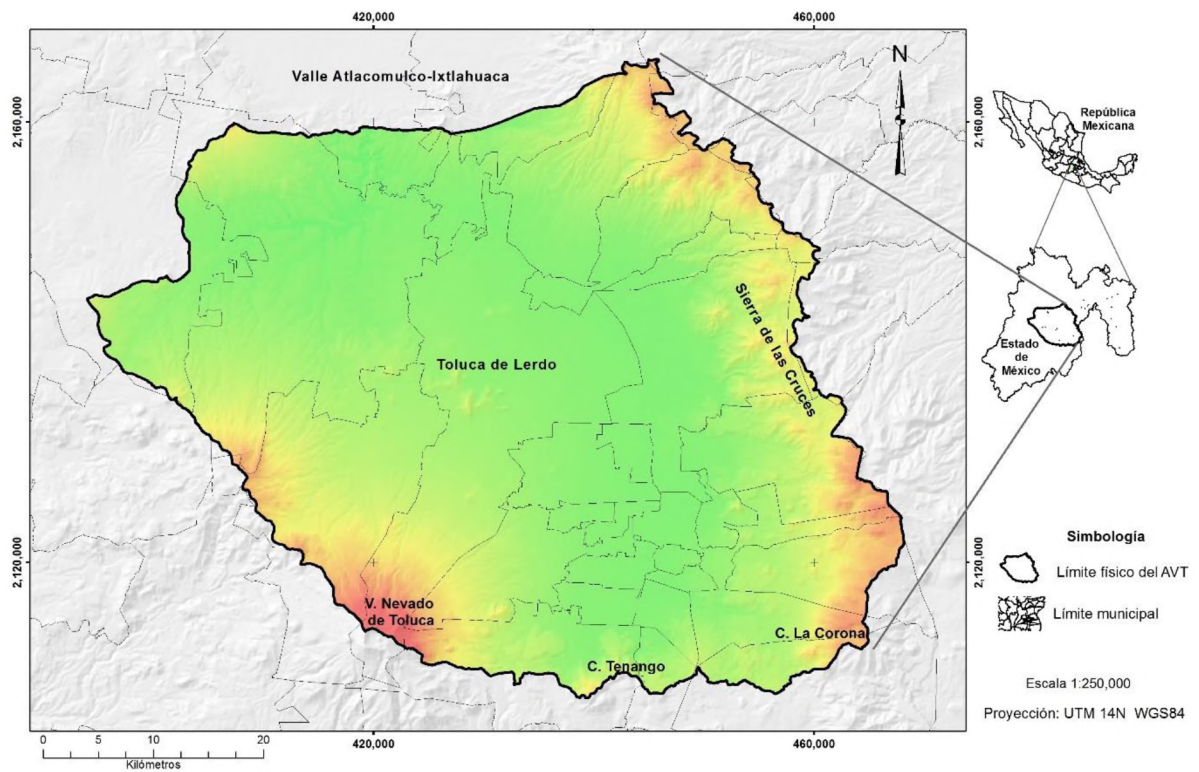 420,000
460,000
Valle Atlacomulco-Ixtlahuaca
N
2,160,000
2,160,000
República
Mexicana
Sierra de las Cruces
Toluca de Lerdo
Estado
de
México
2,120,000
2,120,000
Simbología
Límite físico del AVT
Límite municipal
V. Nevado
de Toluca
C. La Corona
C. Tenango
Escala 1:250,000
Proyección: UTM 14N WGS84
0 5 10 20
Kilómetros
420,000
460,000